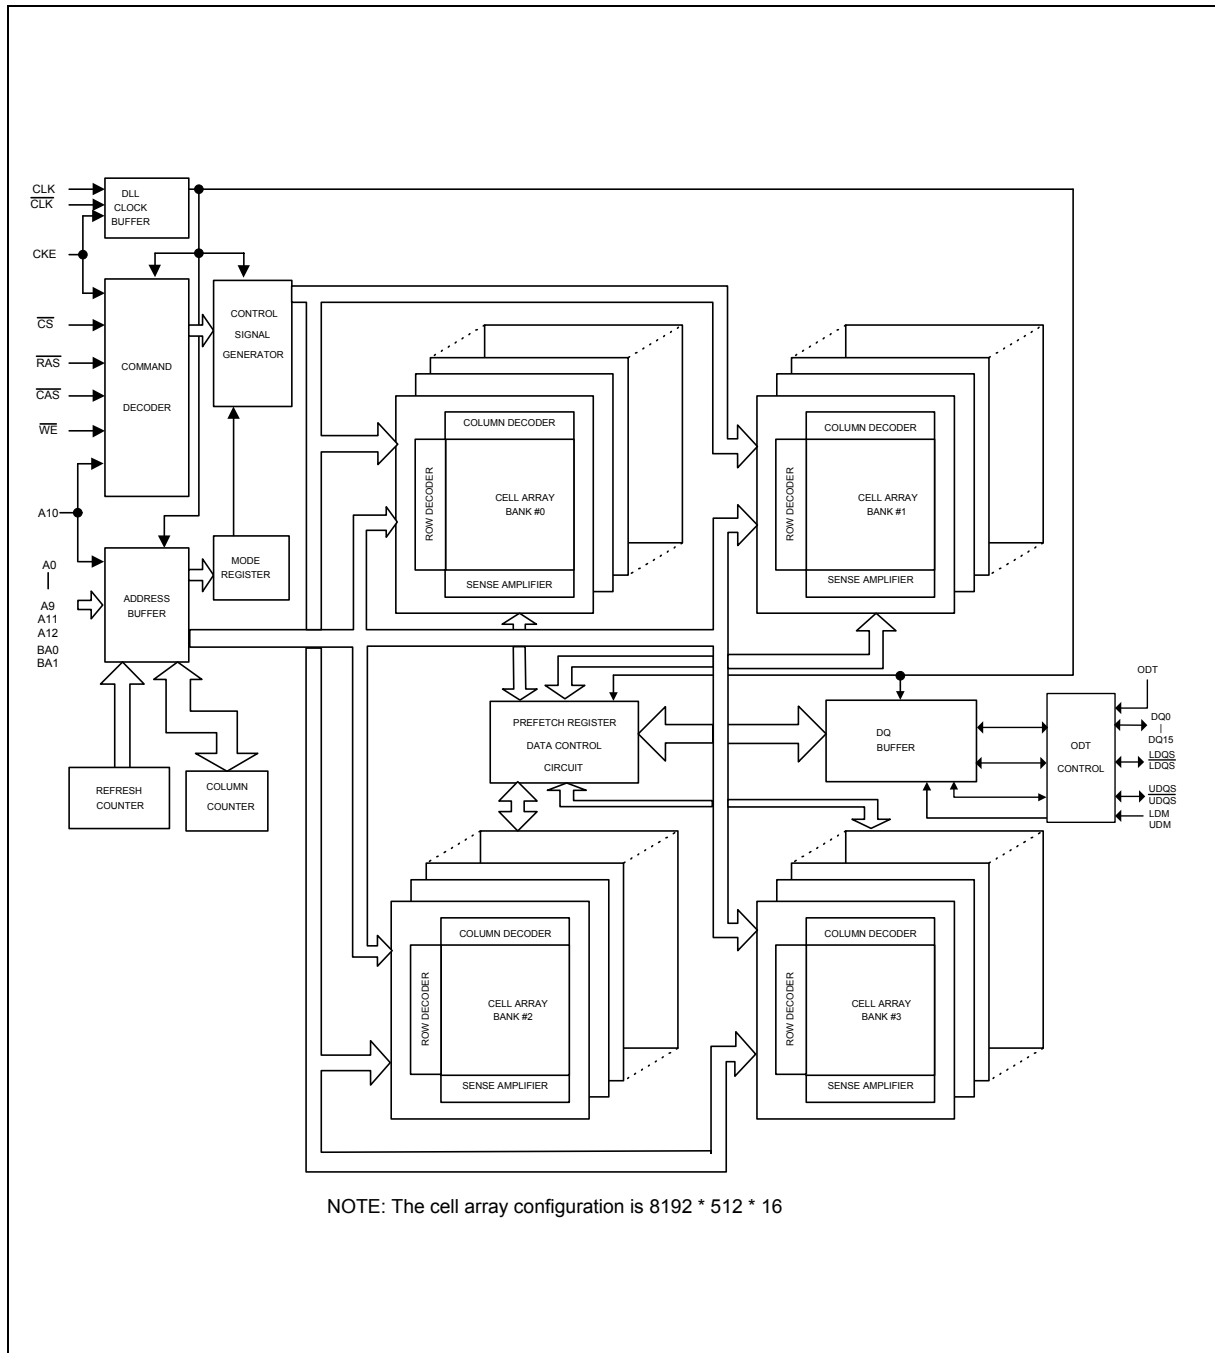 CLK
CLK
CKE
CS
RAS
CAS
WE
A10
A0
A9
A11
A12
BA0
BA1
DLL
CLOCK
BUFFER
COMMAND
DECODER
CONTROL
SIGNAL
GENERATOR
MODE
REGISTER
ADDRESS
BUFFER
REFRESH
COUNTER
COLUMN
COUNTER
COLUMN DECODER
ROW DECODER
CELL ARRAY
BANK #0
SENSE AMPLIFIER
COLUMN DECODER
ROW DECODER
CELL ARRAY
BANK #1
SENSE AMPLIFIER
PREFETCH REGISTER
DATA CONTROL
CIRCUIT
DQ
BUFFER
ODT
CONTROL
ODT
DQ0
|
DQ15
LDQS
LDQS
UDQS
UDQS
LDM
UDM
COLUMN DECODER
ROW DECODER
CELL ARRAY
BANK #2
SENSE AMPLIFIER
COLUMN DECODER
ROW DECODER
CELL ARRAY
BANK #3
SENSE AMPLIFIER
NOTE: The cell array configuration is 8192 * 512 * 16